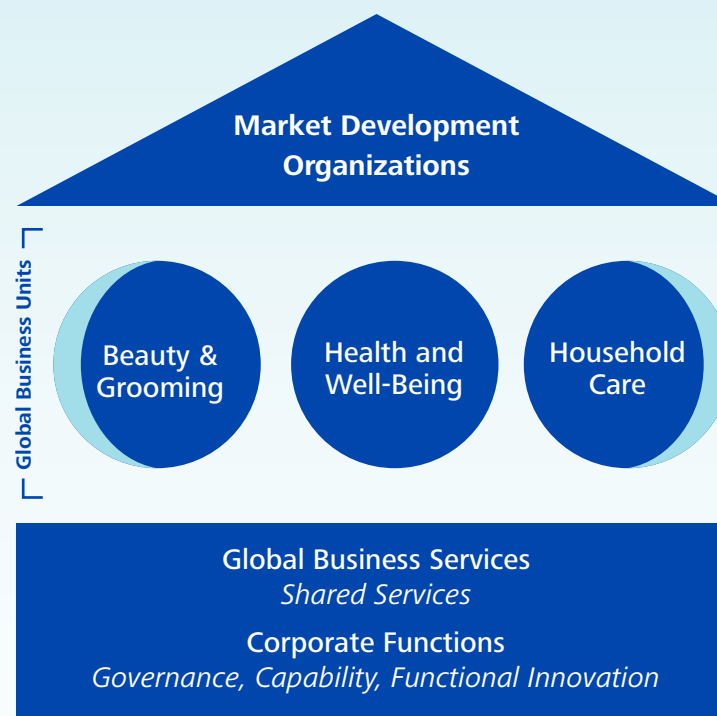 Market Development
Organizations
Global Business Units
Beauty &
Grooming
Health and
Well-Being
Household
Care
Global Business Services
Shared Services
Corporate Functions
Governance, Capability, Functional Innovation